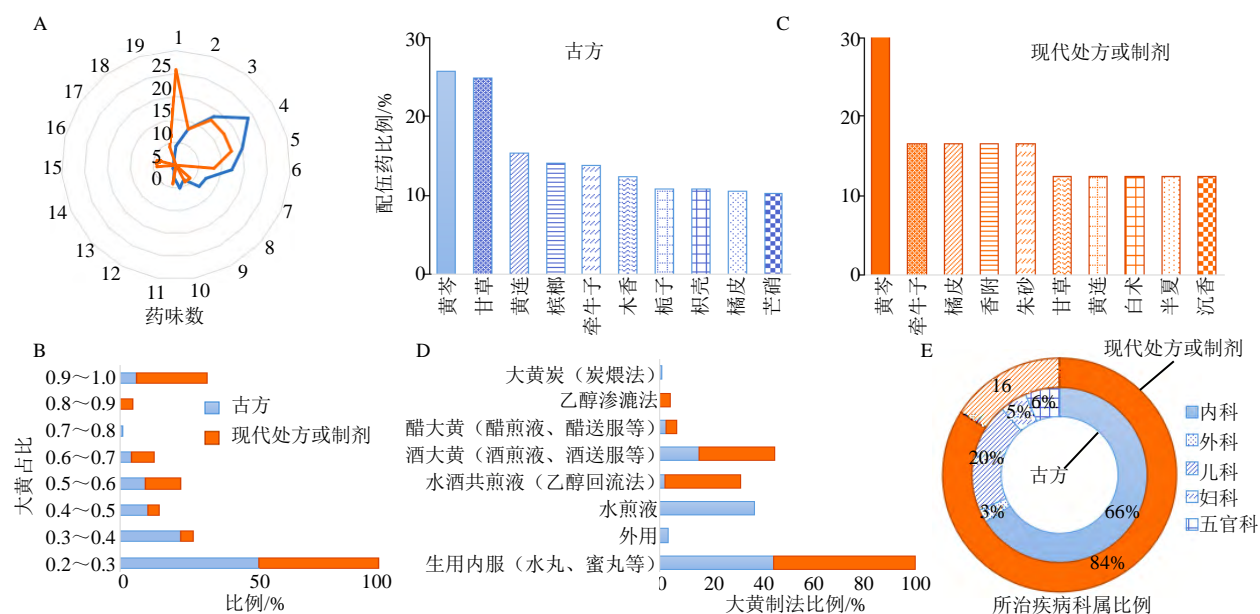 A
1
2
3
4
5
6
7
8
9
10
11
12
13
14
15
16
17
18
19
25
20
15
10
5
0
药味数
古方
配伍药比例/%
30
20
10
0
黄芩
甘草
黄连
槟榔
牵牛子
木香
栀子
枳壳
橘皮
芒硝
C
现代处方或制剂
30
20
10
0
黄芩
牵牛子
橘皮
香附
朱砂
甘草
黄连
白术
半夏
沉香
B
大黄占比
0.9～1.0
0.8～0.9
0.7～0.8
0.6～0.7
0.5～0.6
0.4～0.5
0.3～0.4
0.2～0.3
0 50 100
比例/%
古方
现代处方或制剂
D
大黄炭（炭煨法）
乙醇渗漉法
醋大黄（醋煎液、醋送服等）
酒大黄（酒煎液、酒送服等）
水酒共煎液（乙醇回流法）
水煎液
外用
生用内服（水丸、蜜丸等）
0 20 40 60 80 100
大黄制法比例/%
E
现代处方或制剂
16
5%
6%
20%
古方
3%
66%
84%
内科
外科
儿科
妇科
五官科
所治疾病科属比例